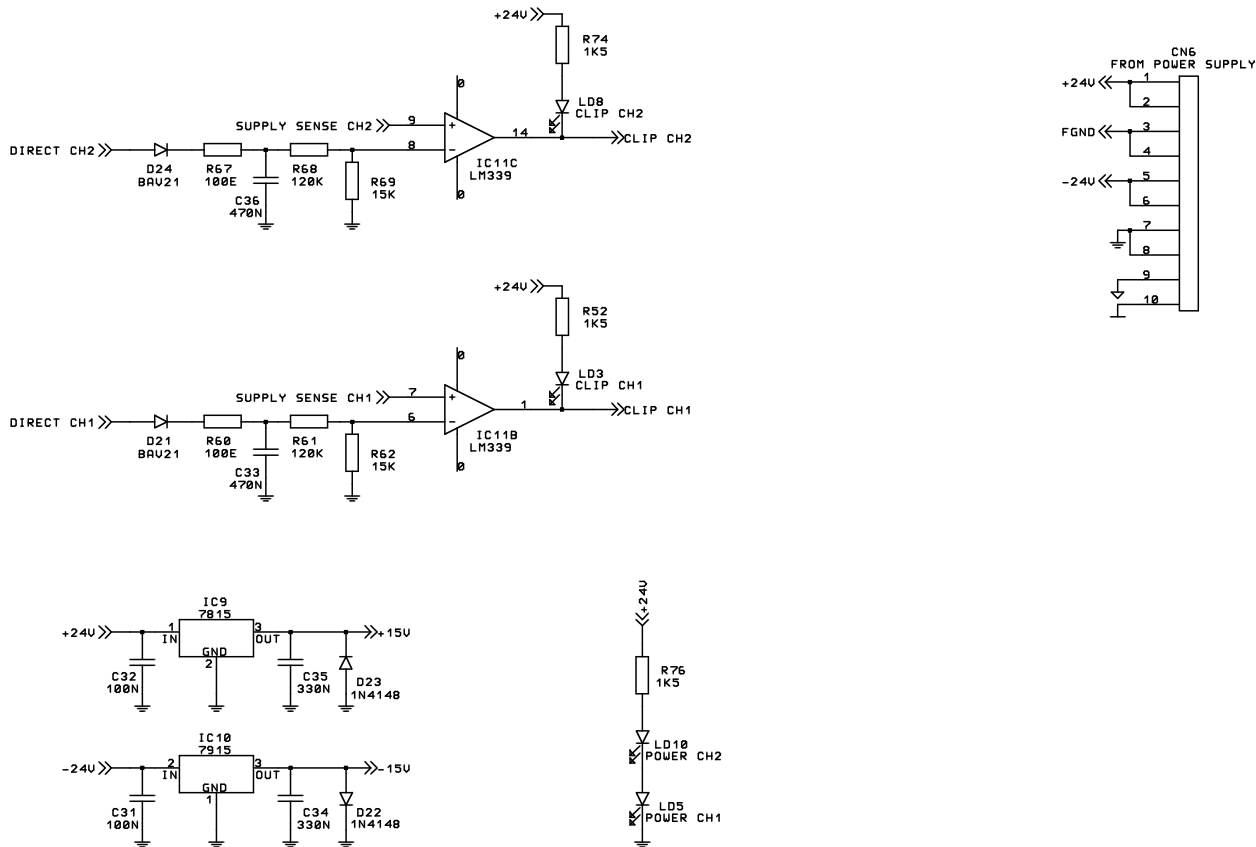 +24V
R74
1K5
0
LD8
CLIP CH2
SUPPLY SENSE CH2
9
+
14
CLIP CH2
DIRECT CH2
8
-
0
IC11C
LM339
D24
BAV21
R67
100E
R68
120K
R69
15K
C36
470N
CN6
FROM POWER SUPPLY
+24V
1
2
FGND
3
4
-24V
5
6
7
8
9
10
+24V
R52
1K5
0
LD3
CLIP CH1
SUPPLY SENSE CH1
7
+
1
CLIP CH1
DIRECT CH1
6
-
0
IC11B
LM339
D21
BAV21
R60
100E
R61
120K
R62
15K
C33
470N
IC9
7815
+24V
1
IN
GND
2
3
OUT
+15V
C32
100N
C35
330N
D23
1N4148
IC10
7915
-24V
2
IN
GND
1
3
OUT
-15V
C31
100N
C34
330N
D22
1N4148
+24V
R76
1K5
LD10
POWER CH2
LD5
POWER CH1